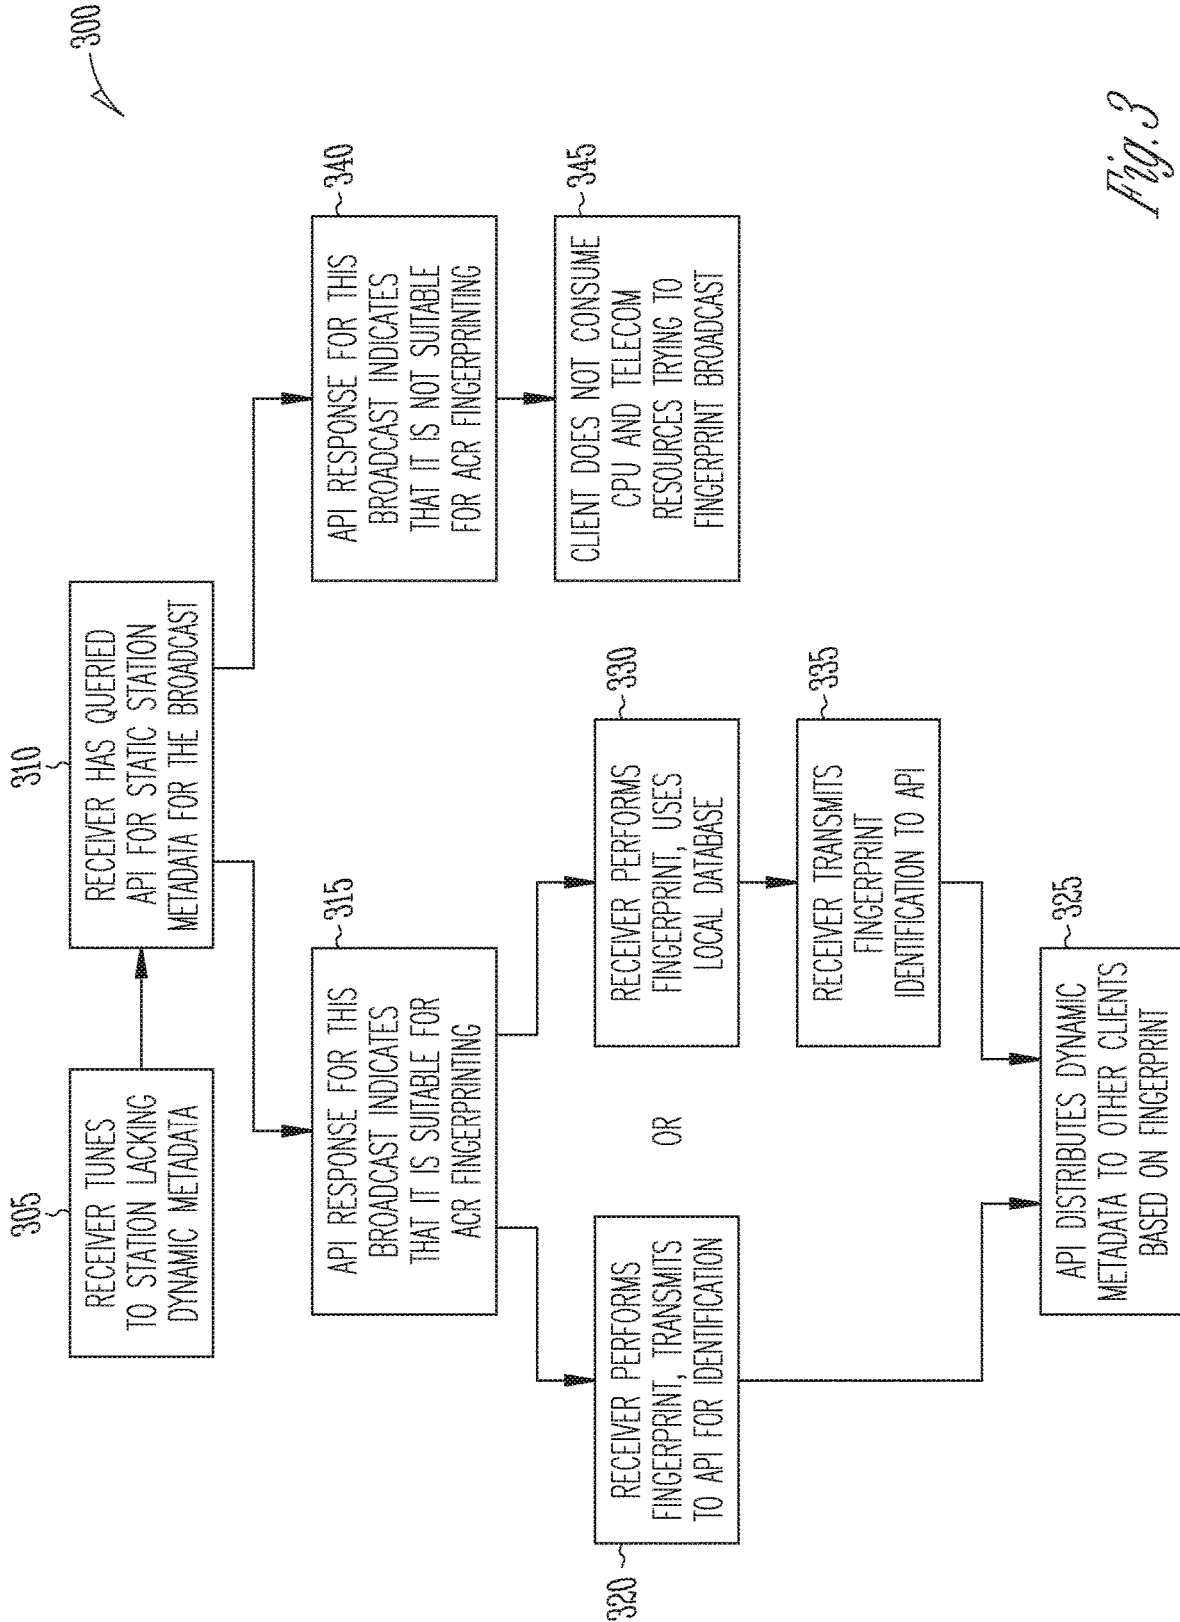 300
305
RECEIVER TUNES
TO STATION LACKING
DYNAMIC METADATA
310
RECEIVER HAS QUERIED
API FOR STATIC STATION
METADATA FOR THE BROADCAST
315
API RESPONSE FOR THIS
BROADCAST INDICATES
THAT IT IS SUITABLE FOR
ACR FINGERPRINTING
340
API RESPONSE FOR THIS
BROADCAST INDICATES
THAT IT IS NOT SUITABLE
FOR ACR FINGERPRINTING
320
RECEIVER PERFORMS
FINGERPRINT, TRANSMITS
TO API FOR IDENTIFICATION
OR
330
RECEIVER PERFORMS
FINGERPRINT, USES
LOCAL DATABASE
345
CLIENT DOES NOT CONSUME
CPU AND TELECOM
RESOURCES TRYING TO
FINGERPRINT BROADCAST
335
RECEIVER TRANSMITS
FINGERPRINT
IDENTIFICATION TO API
325
API DISTRIBUTES DYNAMIC
METADATA TO OTHER CLIENTS
BASED ON FINGERPRINT
Fig. 3